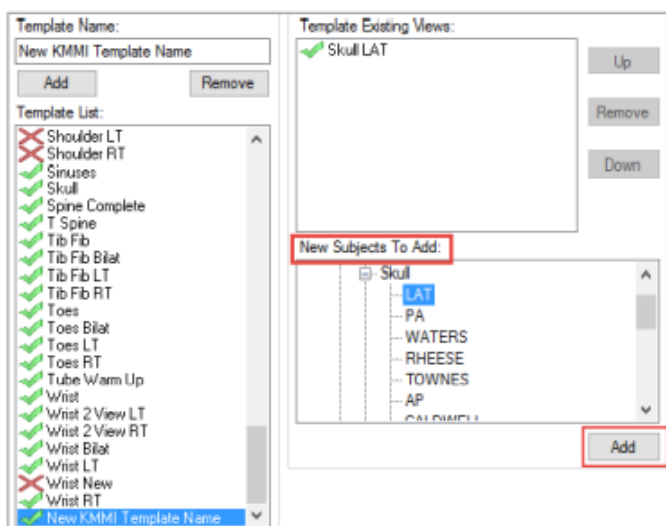 Template Name:
New KMMI Template Name
Add
Remove
Template List:
Shoulder LT
Shoulder RT
Sinuses
Skull
Spine Complete
T Spine
Tib Fib
Tib Fib Bilat
Tib Fib LT
Tib Fib RT
Toes
Toes Bilat
Toes LT
Toes RT
Tube Warm Up
Wrist
Wrist 2 View LT
Wrist 2 View RT
Wrist Bilat
Wrist LT
Wrist New
Wrist RT
New KMMI Template Name
Template Existing Views:
Skull LAT
Up
Remove
Down
New Subjects To Add:
Skull
LAT
PA
WATERS
RHEESE
TOWNES
AP
CALDWELL
Add